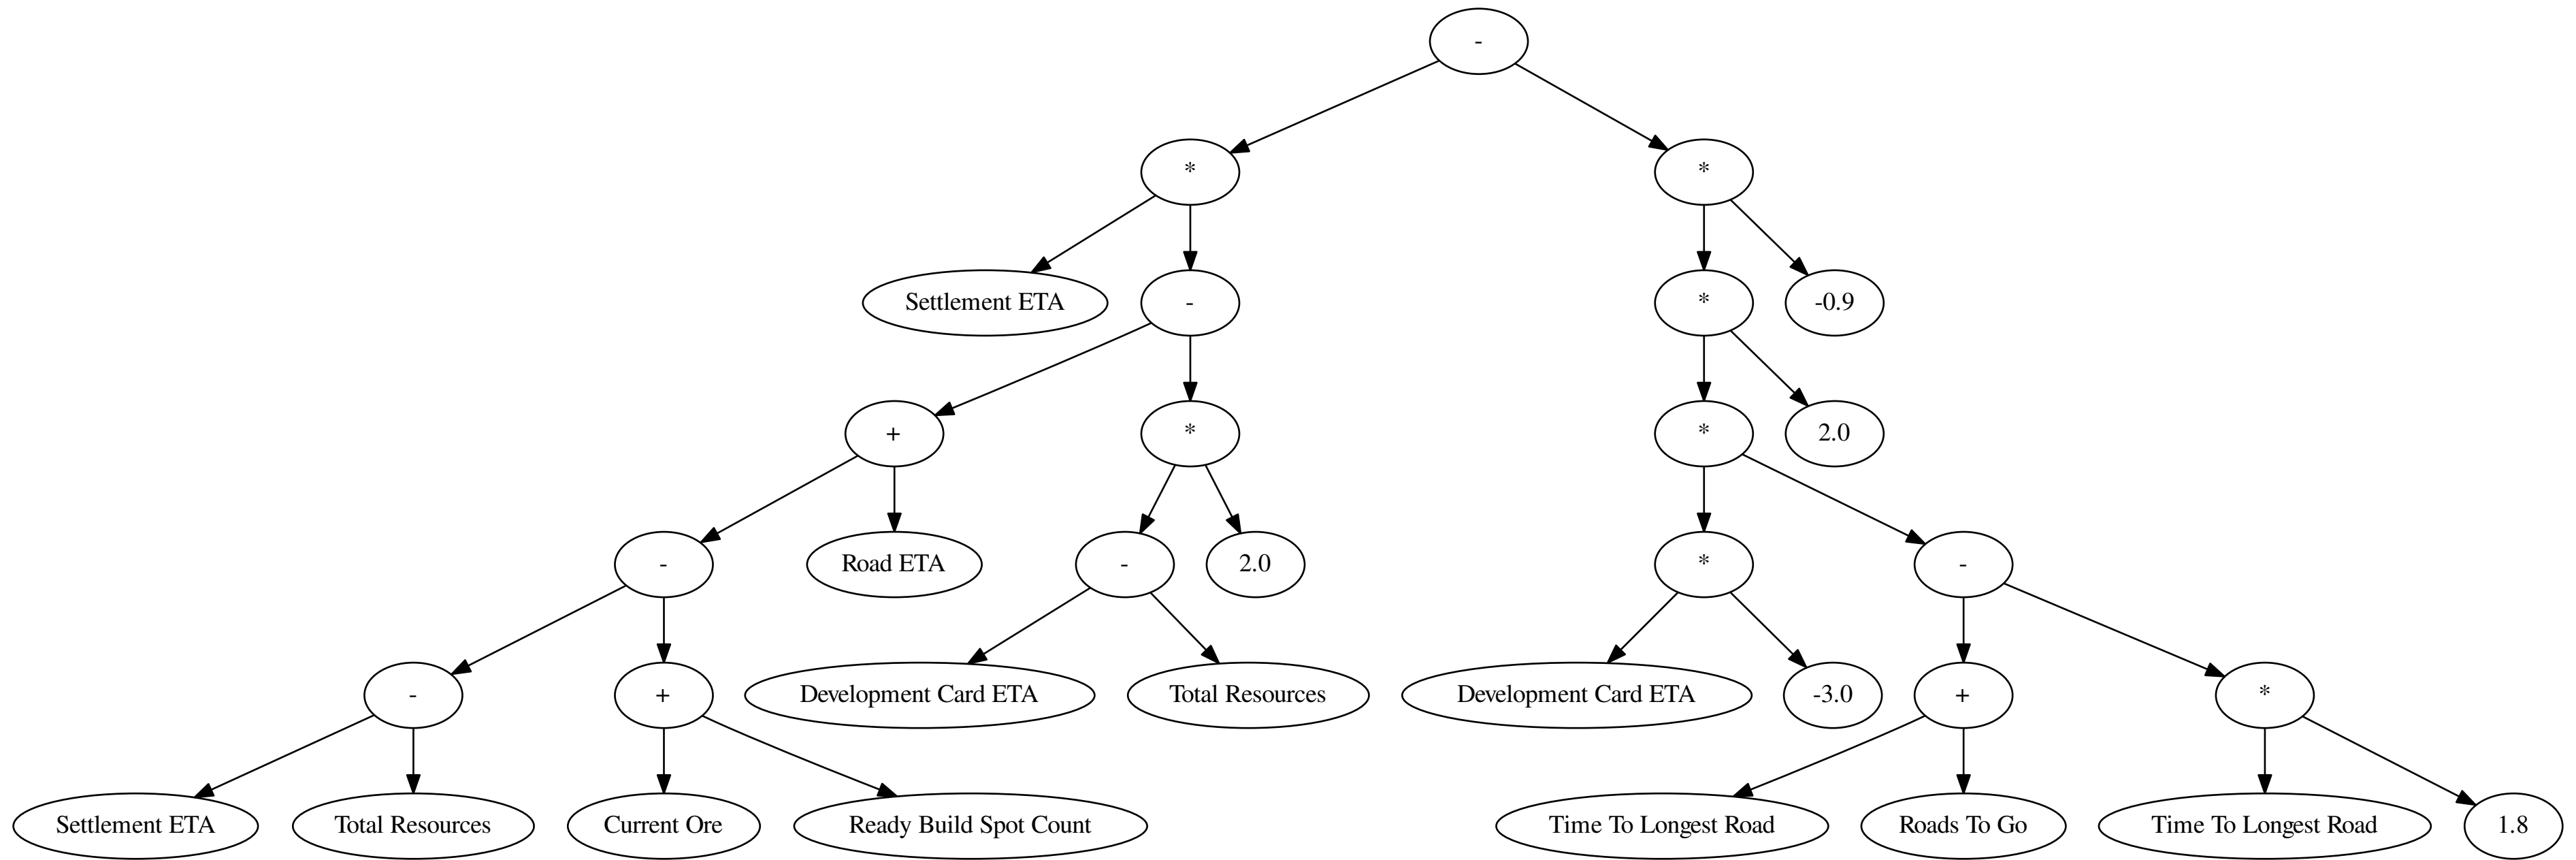 -
* *
Settlement ETA - * -0.9
+ * * 2.0
- Road ETA - 2.0 * -
- + Development Card ETA Total Resources Development Card ETA -3.0 + *
Settlement ETA Total Resources Current Ore Ready Build Spot Count Time To Longest Road Roads To Go Time To Longest Road 1.8